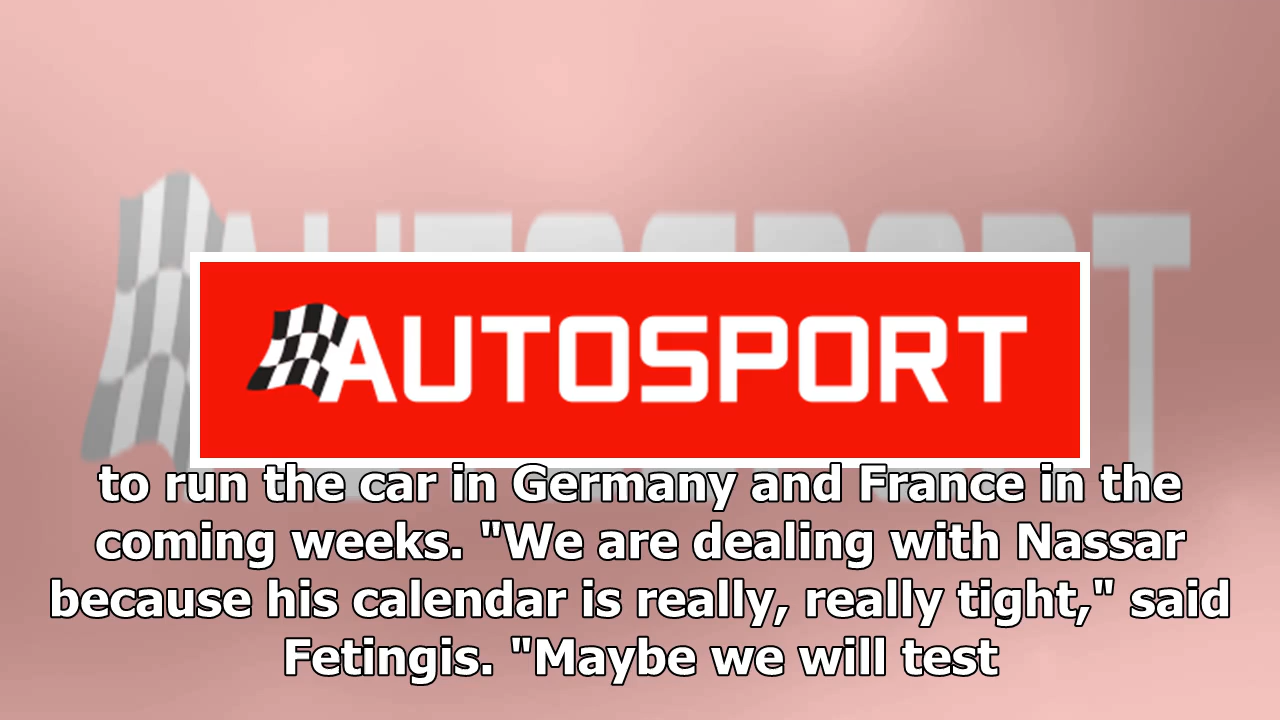 AUTOSPORT
to run the car in Germany and France in the
coming weeks. "We are dealing with Nassar
because his calendar is really, really tight," said
Fetingis. "Maybe we will test